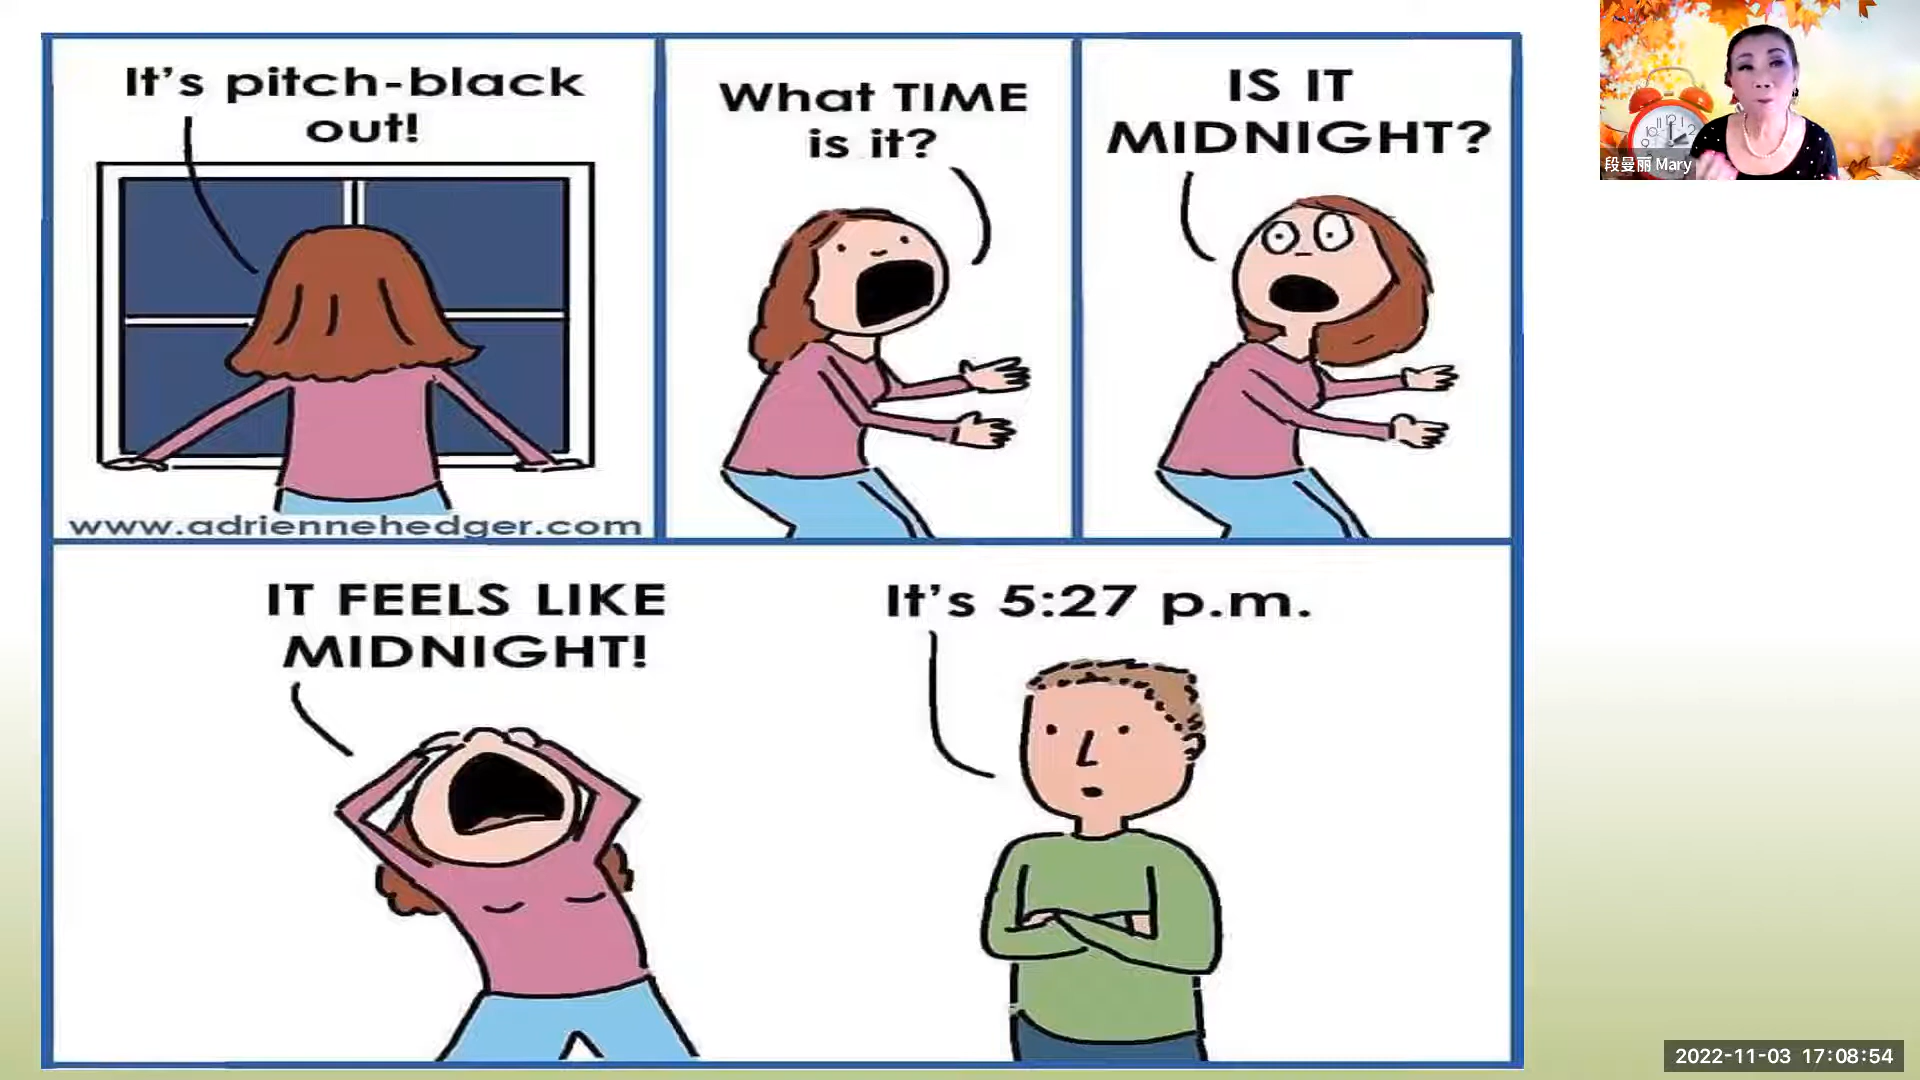 It's pitch-black
out!
What TIME
is it?
IS IT
MIDNIGHT?
www.adriennehedger.com
IT FEELS LIKE
MIDNIGHT!
It's 5:27 p.m.
段曼丽 Mary
2022-11-03 17:08:54